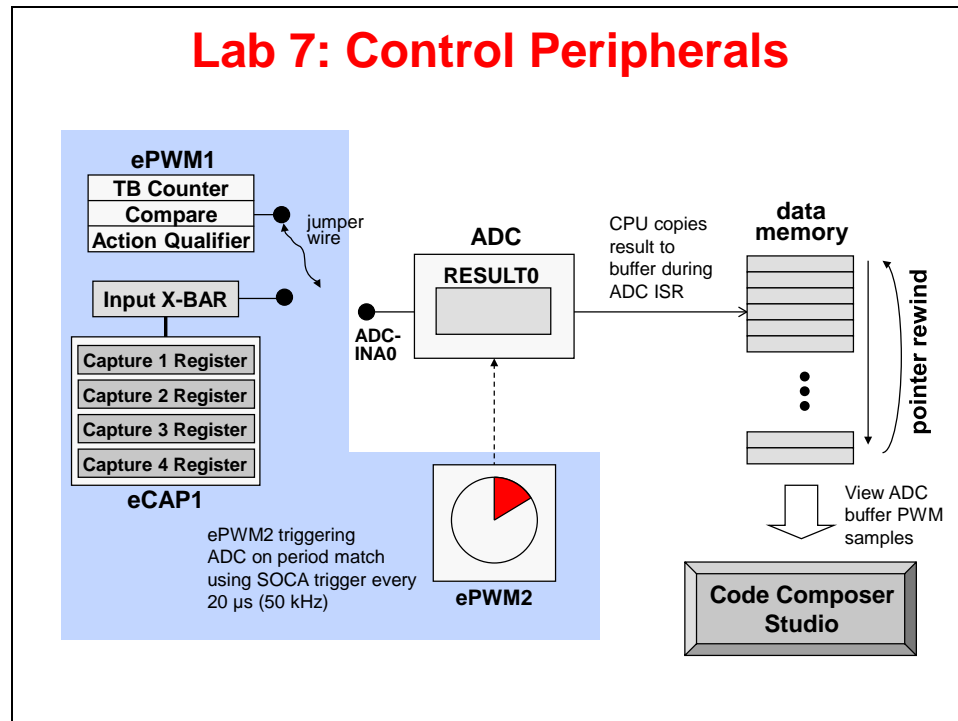 Lab 7: Control Peripherals
ePWM1
TB Counter
Compare
Action Qualifier
jumper
wire
Input X-BAR
Capture 1 Register
Capture 2 Register
Capture 3 Register
Capture 4 Register
eCAP1
ADC
RESULT0
ADC-
INA0
CPU copies
result to
buffer during
ADC ISR
data
memory
pointer rewind
ePWM2 triggering
ADC on period match
using SOCA trigger every
20 µs (50 kHz)
ePWM2
View ADC
buffer PWM
samples
Code Composer
Studio